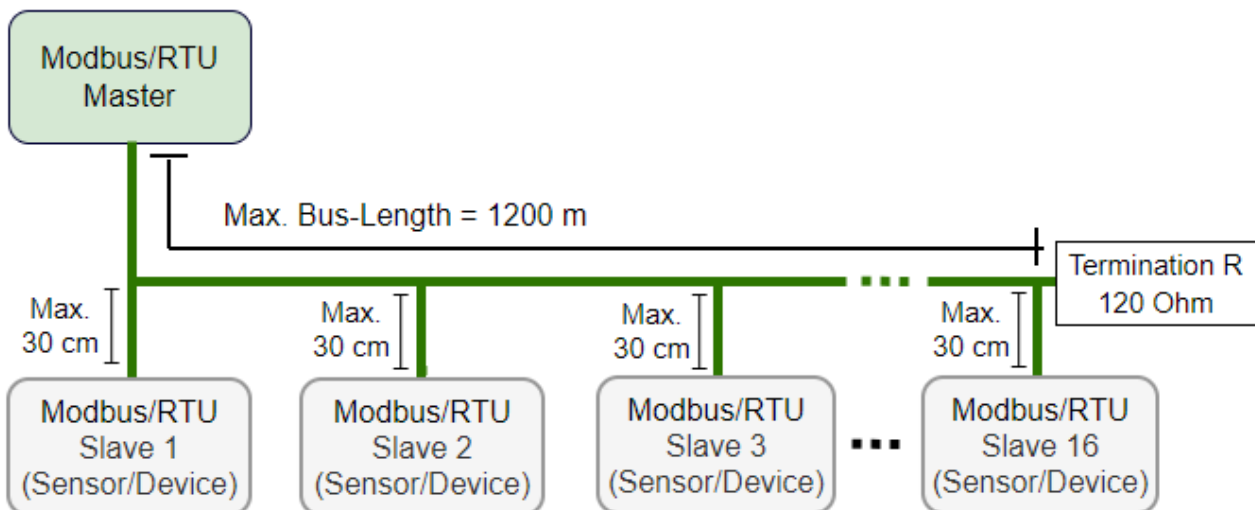 Modbus/RTU
Master
Max. Bus-Length = 1200 m
Termination R
120 Ohm
Max.
30 cm
Max.
30 cm
Max.
30 cm
Max.
30 cm
Modbus/RTU
Slave 1
(Sensor/Device)
Modbus/RTU
Slave 2
(Sensor/Device)
Modbus/RTU
Slave 3
(Sensor/Device)
Modbus/RTU
Slave 16
(Sensor/Device)